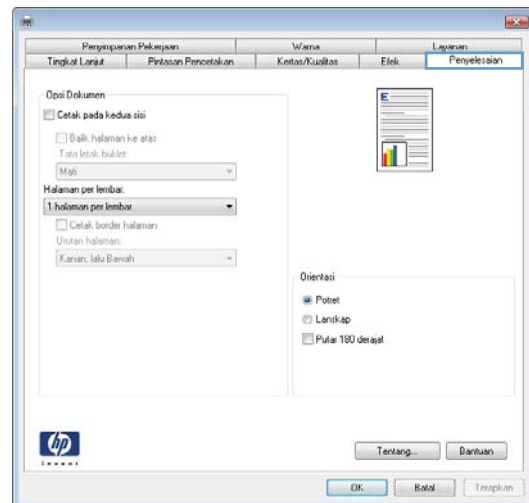 Penyimpanan Pekerjaan Warna Layanan
Tingkat Lanjut Pintasan Pencetakan Kertas/Kualitas Efek Penyelesaian
Opsi Dokumen
Cetak pada kedua sisi
Balik halaman ke atas
Tata letak buklet:
Mati
Halaman per lembar:
1 halaman per lembar
Cetak border halaman
Urutan halaman:
Kanan, lalu Bawah
E
Orientasi
Potret
Lanskap
Putar 180 derajat
hp
invent
Tentang... Bantuan
OK Batal Terapkan